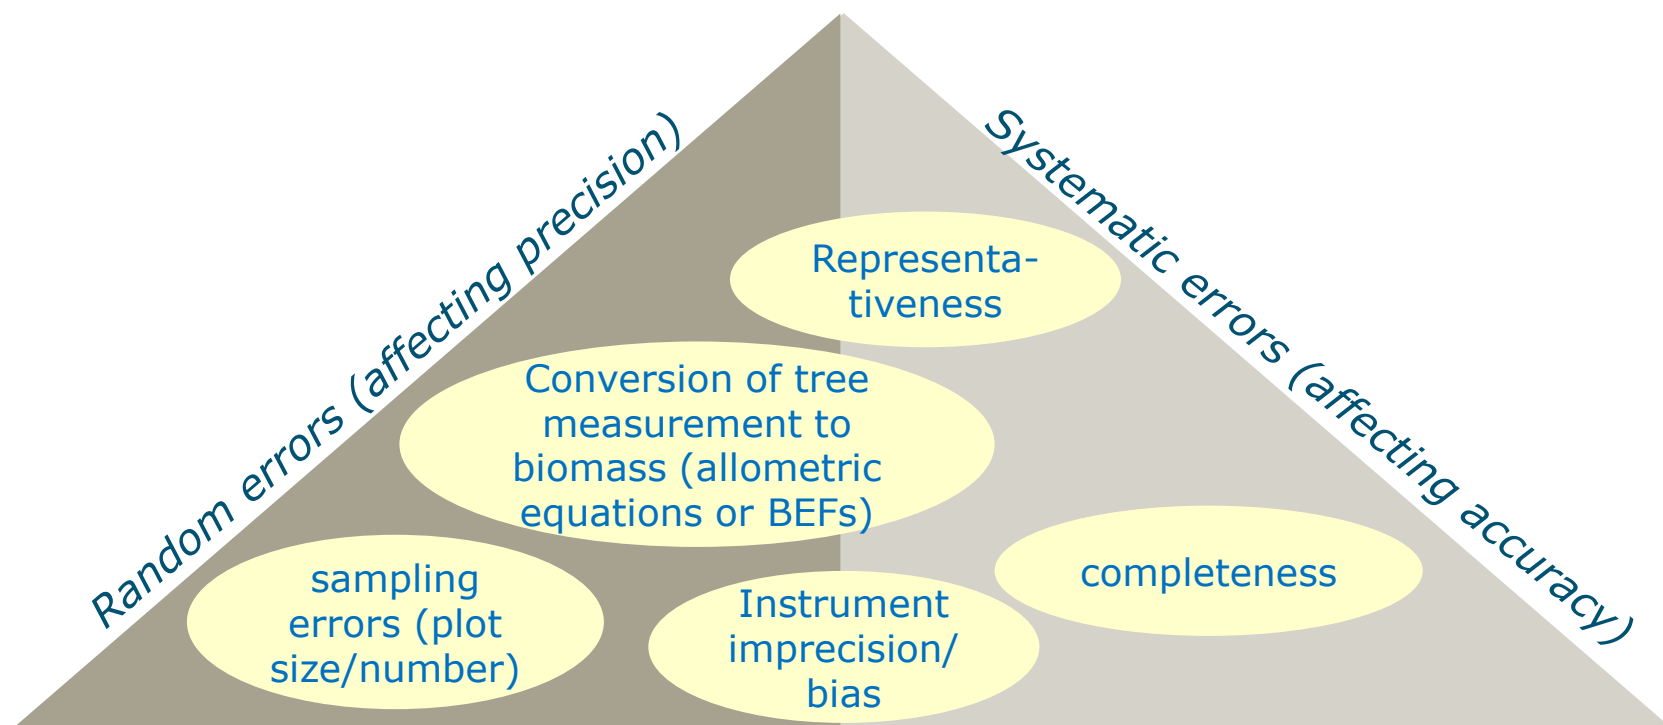 Random errors (affecting precision)
Systematic errors (affecting accuracy)
Representa-
tiveness
Conversion of tree
measurement to
biomass (allometric
equations or BEFs)
completeness
sampling
errors (plot
size/number)
Instrument
imprecision/
bias